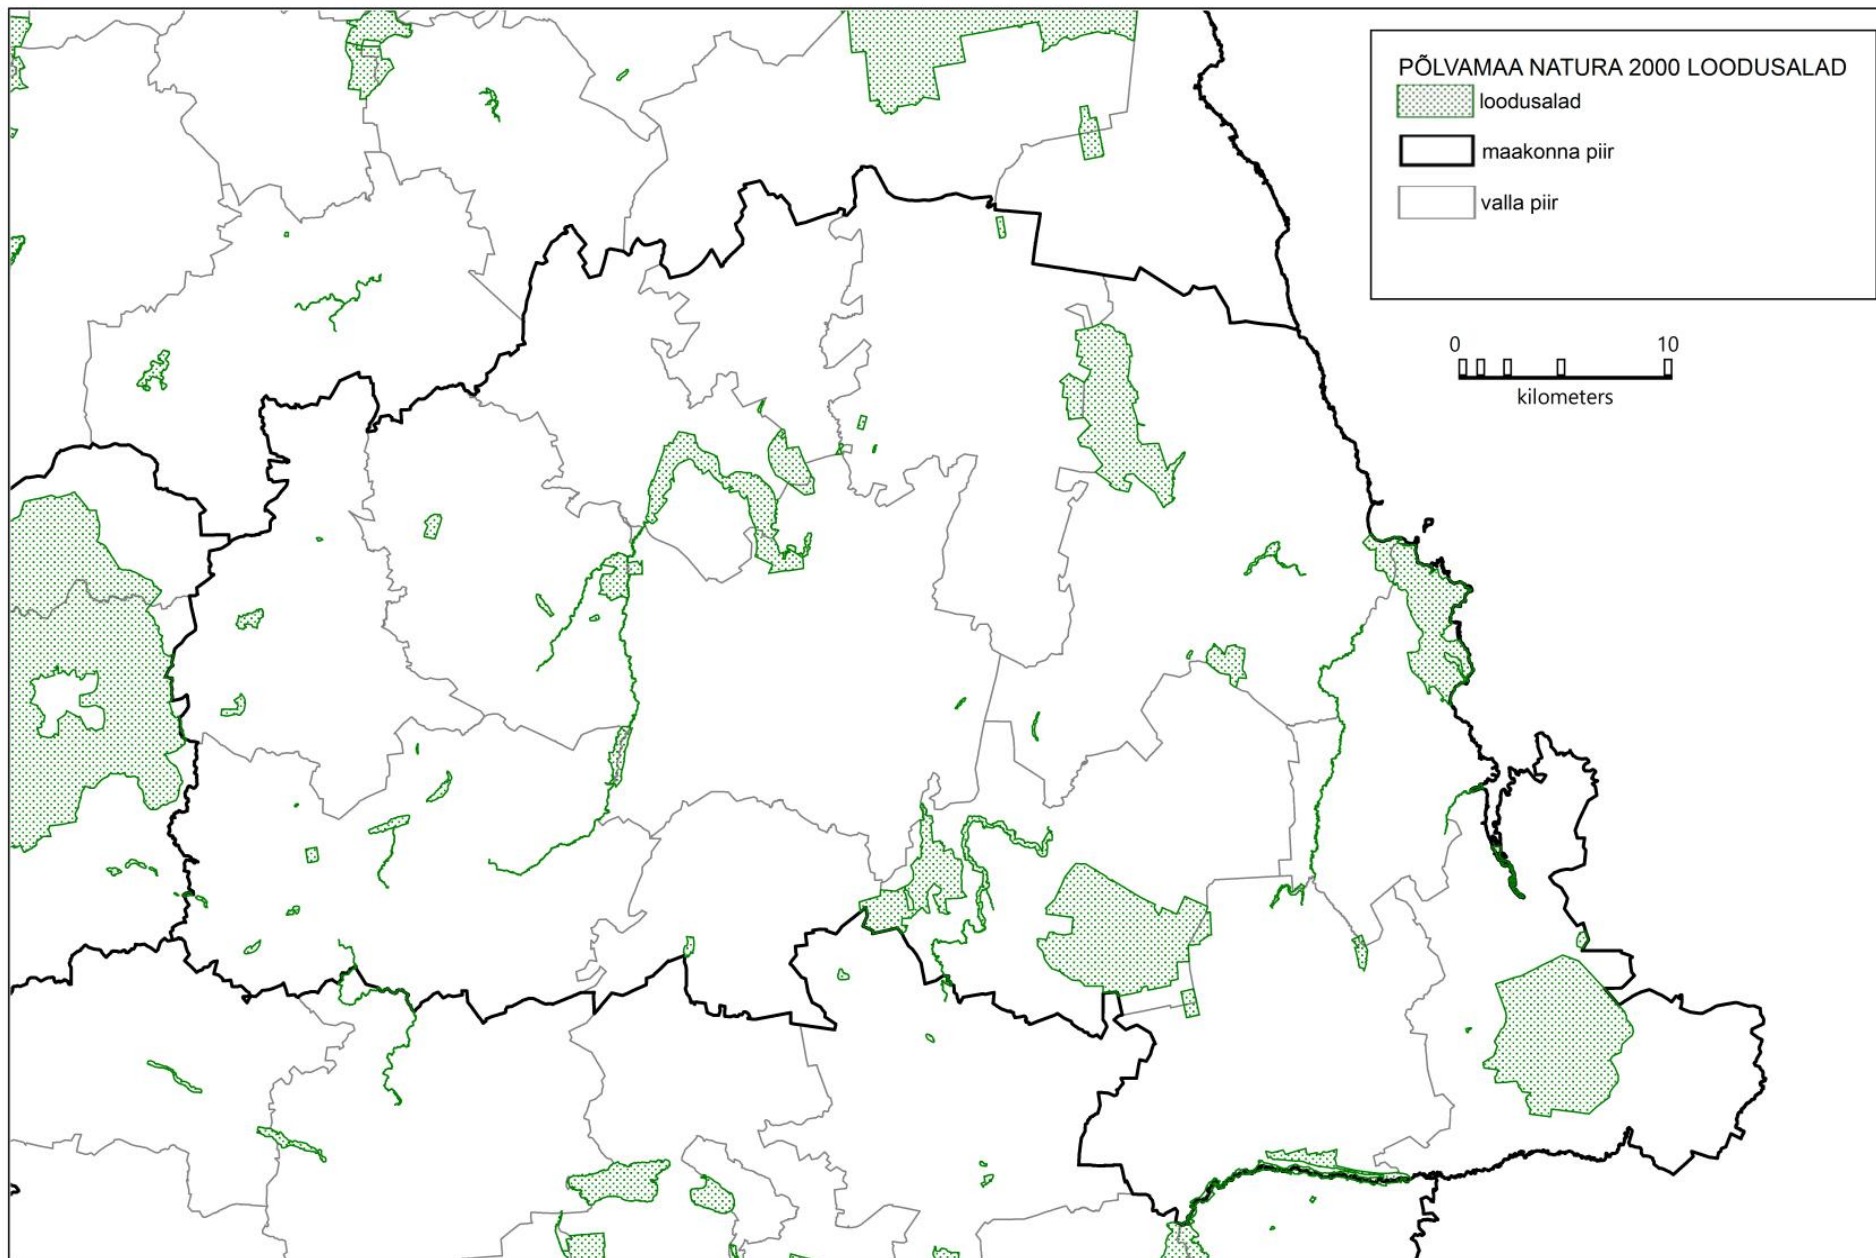 PÕLVAMAA NATURA 2000 LOODUSALAD
loodusalad
maakonna piir
valla piir
0 10
kilometers